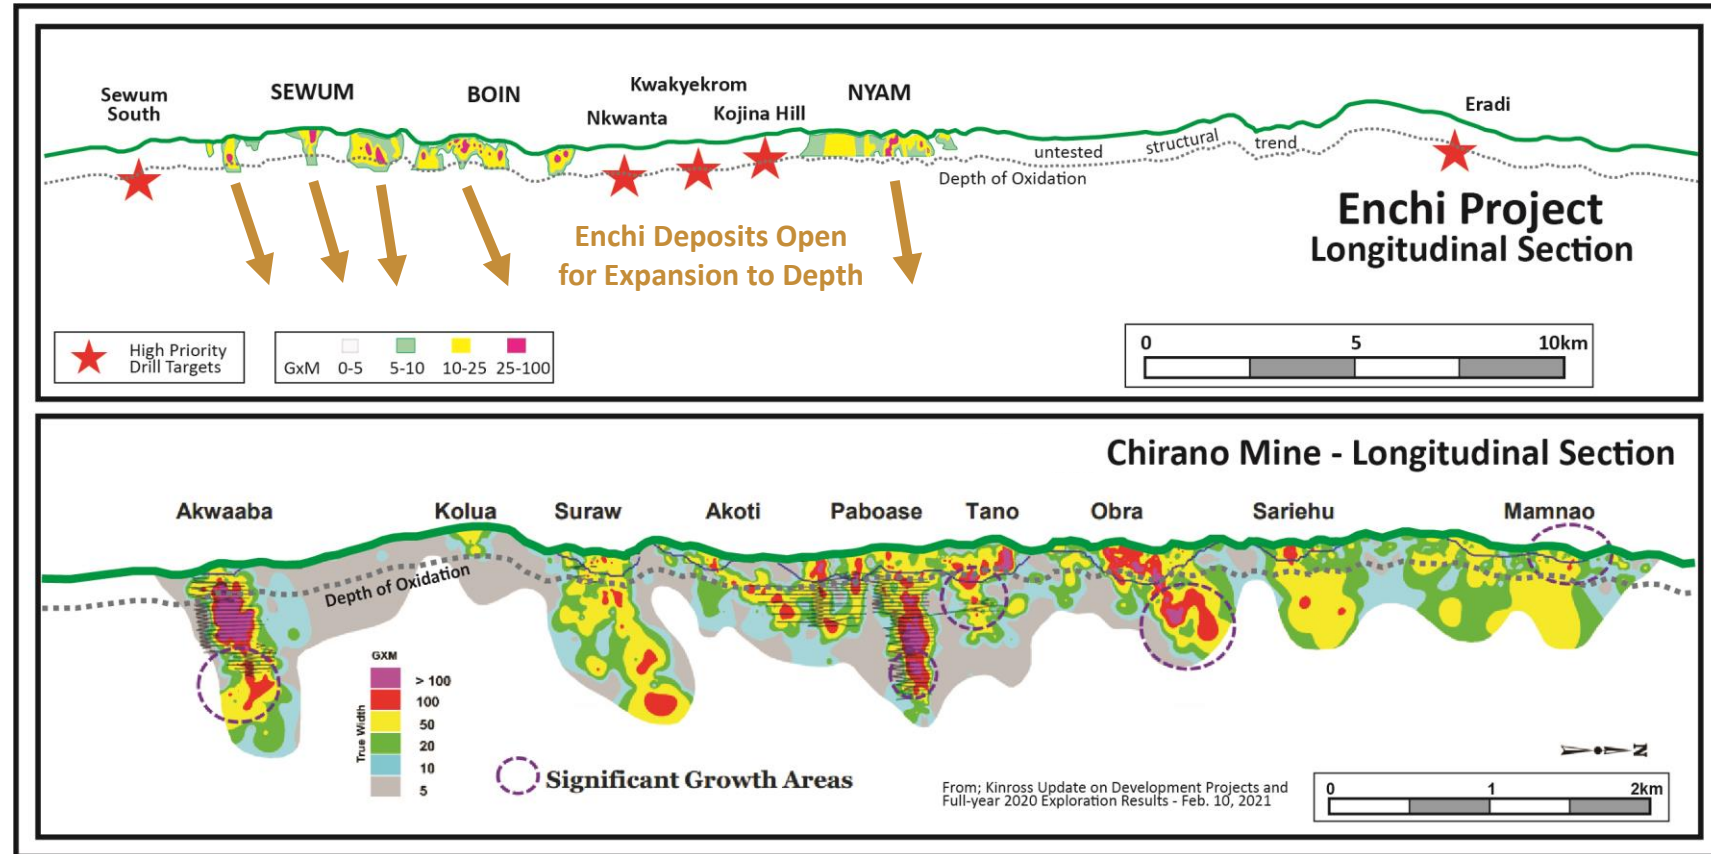 Sewum
South
SEWUM
BOIN
Nkwanta
Kwakyekrom
Kojina Hill
NYAM
Eradi
untested structural trend
Depth of Oxidation
Enchi Deposits Open
for Expansion to Depth
Enchi Project
Longitudinal Section
High Priority
Drill Targets
GxM 0-5 5-10 10-25 25-100
0 5 10km
Chirano Mine - Longitudinal Section
Akwaaba Kolua Suraw Akoti Paboase Tano Obra Sariehu Mamnao
Depth of Oxidation
GXM
True Width
> 100
100
50
20
10
5
Significant Growth Areas
From; Kinross Update on Development Projects and
Full-year 2020 Exploration Results - Feb. 10, 2021
N
0 1 2km